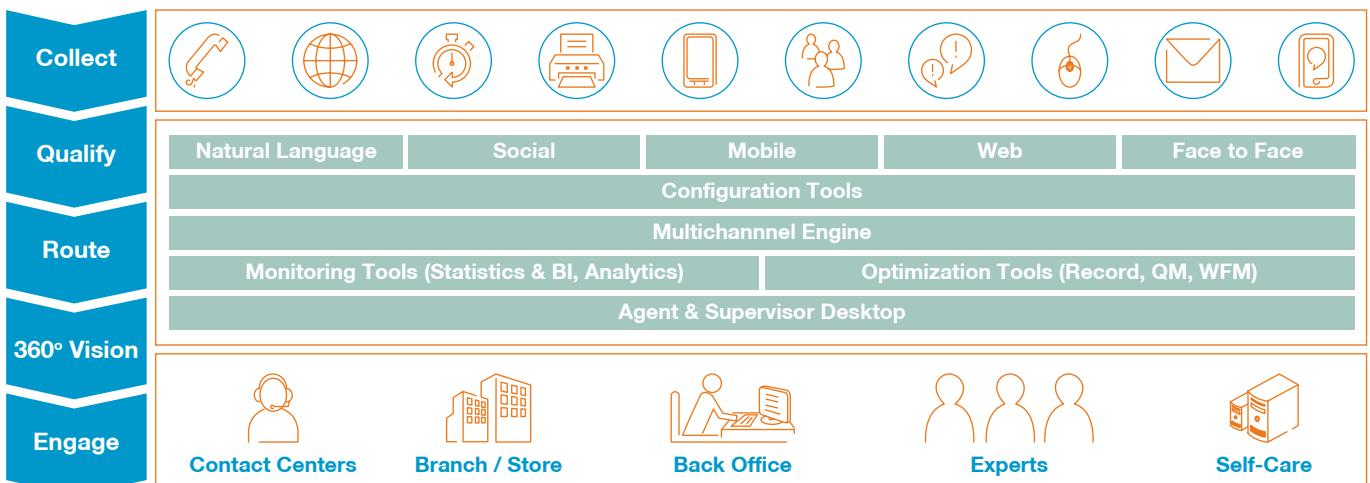 Collect
Qualify
Natural Language Social Mobile Web Face to Face
Configuration Tools
Route
Multichannnel Engine
Monitoring Tools (Statistics & BI, Analytics) Optimization Tools (Record, QM, WFM)
Agent & Supervisor Desktop
360º Vision
Engage
Contact Centers Branch / Store Back Office Experts Self-Care